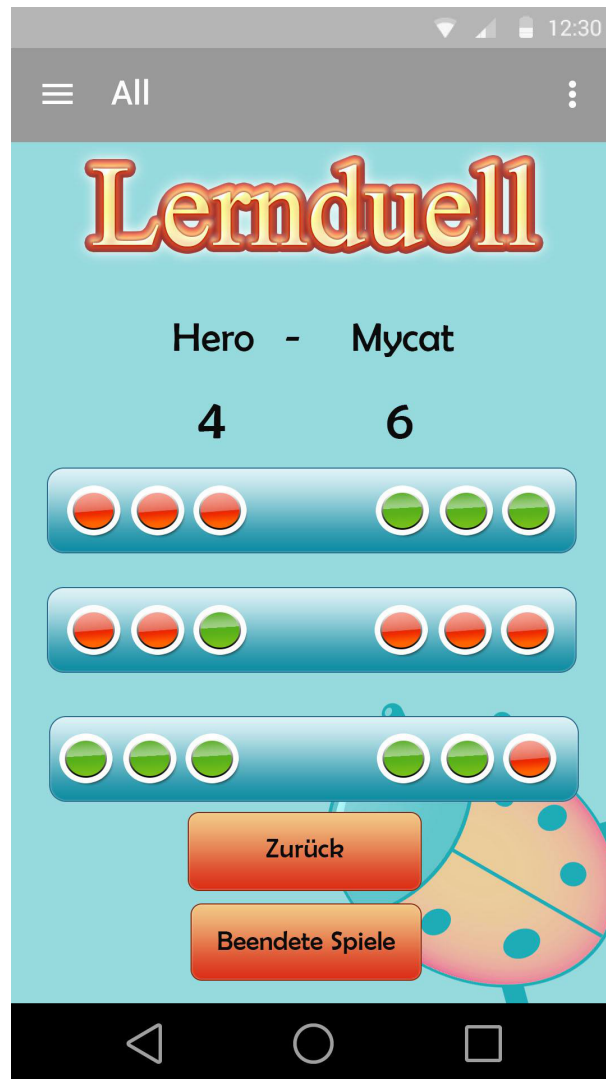 12:30
All
Lernduell
Hero - Mycat
4 6
Zurück
Beendete Spiele